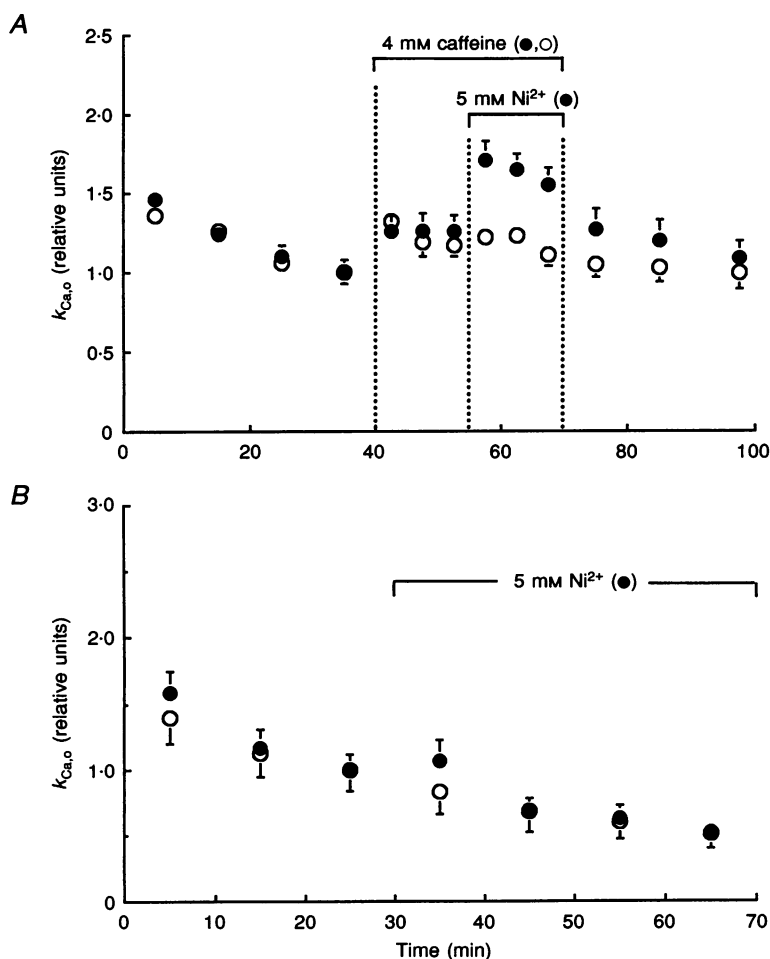 A
2·5
2·0
1·5
1·0
0·5
0
kCa,o (relative units)
4 mM caffeine (●,○)
5 mM Ni2+ (●)
0 20 40 60 80 100
B
3·0
2·0
1·0
0
kCa,o (relative units)
5 mM Ni2+ (●)
0 10 20 30 40 50 60 70
Time (min)